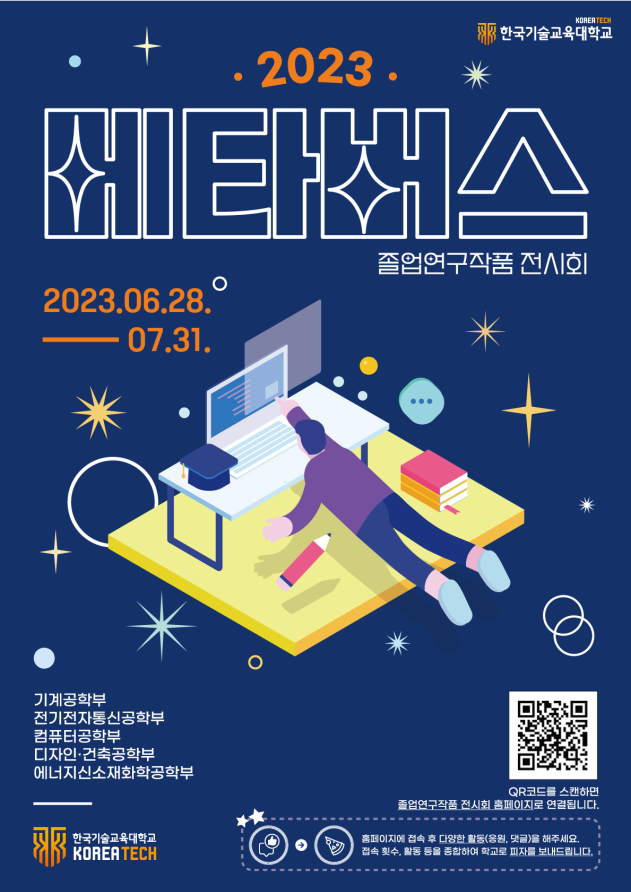 KOREATECH
한국기술교육대학교
2023
메타버스
졸업연구작품 전시회
2023.06.28.
07.31.
기계공학부
전기전자통신공학부
컴퓨터공학부
디자인·건축공학부
에너지신소재화학공학부
QR코드를 스캔하면
졸업연구작품 전시회 홈페이지로 연결됩니다.
한국기술교육대학교
KOREATECH
홈페이지에 접속 후 다양한 활동(응원, 댓글)을 해주세요.
접속 횟수, 활동 등을 종합하여 학교로 피자를 보내드립니다.